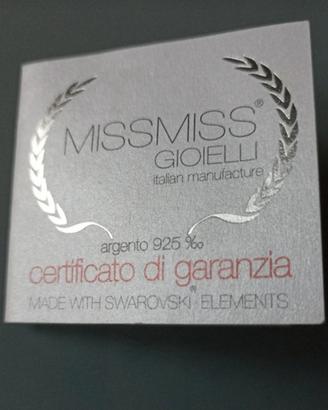 MISSMISS®
GIOIELLI
italian manufacture
argento 925 ‰
certificato di garanzia
MADE WITH SWAROVSKI® ELEMENTS